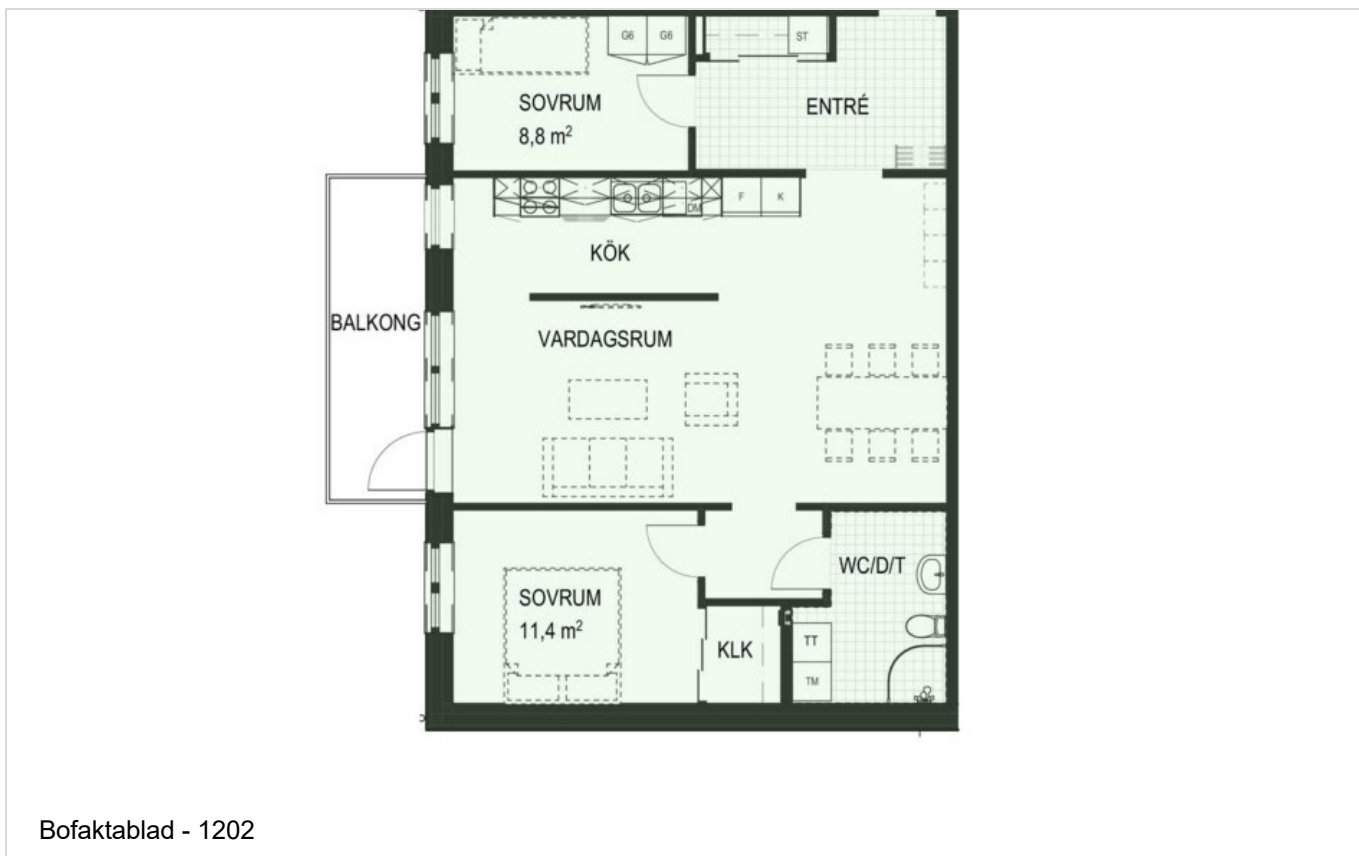 G6 G6 ST
SOVRUM
8,8 m²
ENTRÉ
F K
DM
KÖK
BALKONG
VARDAGSRUM
WC/D/T
SOVRUM
11,4 m²
KLK
TT
TM
Bofaktablad - 1202